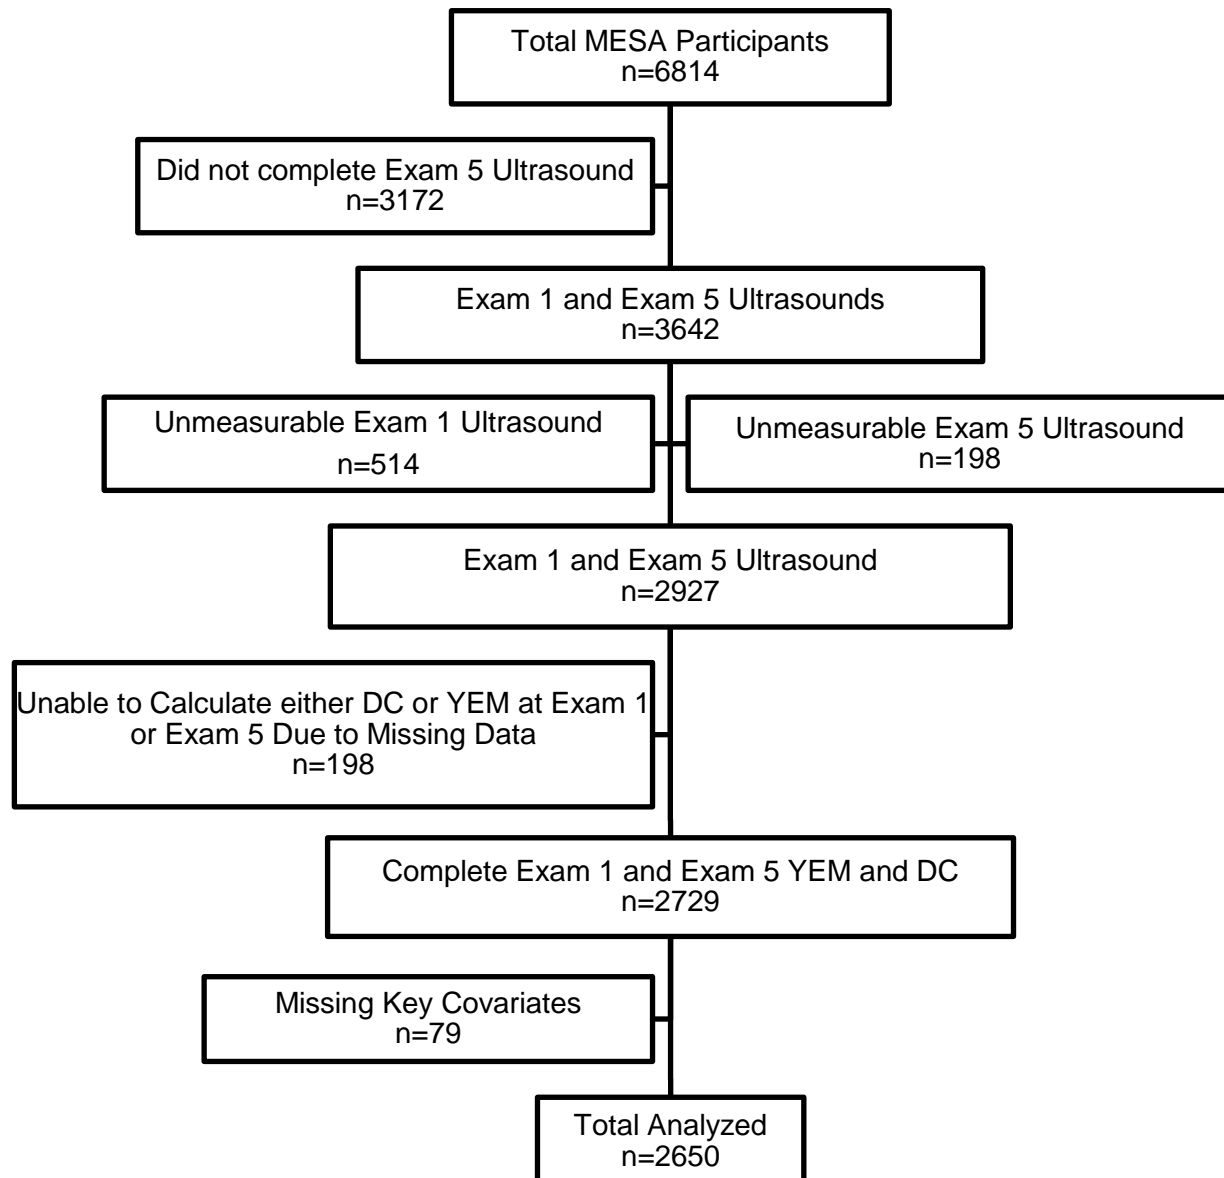 Total MESA Participants
n=6814
Did not complete Exam 5 Ultrasound
n=3172
Exam 1 and Exam 5 Ultrasounds
n=3642
Unmeasurable Exam 1 Ultrasound
n=514
Unmeasurable Exam 5 Ultrasound
n=198
Exam 1 and Exam 5 Ultrasound
n=2927
Unable to Calculate either DC or YEM at Exam 1
or Exam 5 Due to Missing Data
n=198
Complete Exam 1 and Exam 5 YEM and DC
n=2729
Missing Key Covariates
n=79
Total Analyzed
n=2650